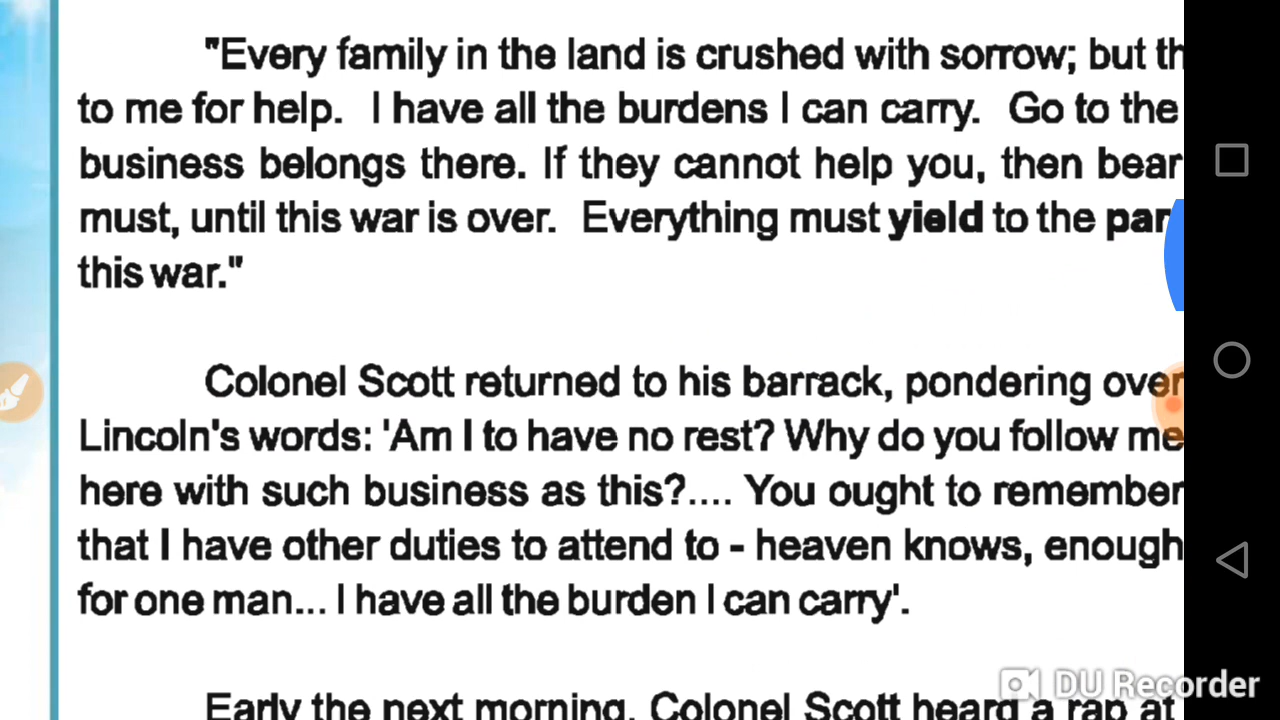 "Every family in the land is crushed with sorrow; but
to me for help. I have all the burdens I can carry. Go to the
business belongs there. If they cannot help you, then bear
must, until this war is over. Everything must yield to the
this war."
Colonel Scott returned to his barrack, pondering over
Lincoln's words: 'Am I to have no rest? Why do you follow me
here with such business as this?.... You ought to remember
that I have other duties to attend to - heaven knows, enough
for one man... I have all the burden I can carry'.
Early the next morning, Colonel Scott heard a rap at
DU Recorder